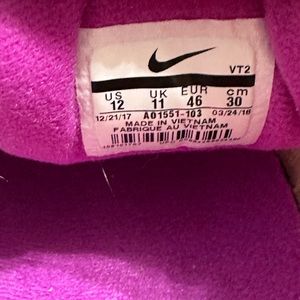 VT2
US UK EUR cm
12 11 46 30
12/21/17 AO1551-103 03/24/18
MADE IN VIETNAM
FABRIQUE AU VIETNAM